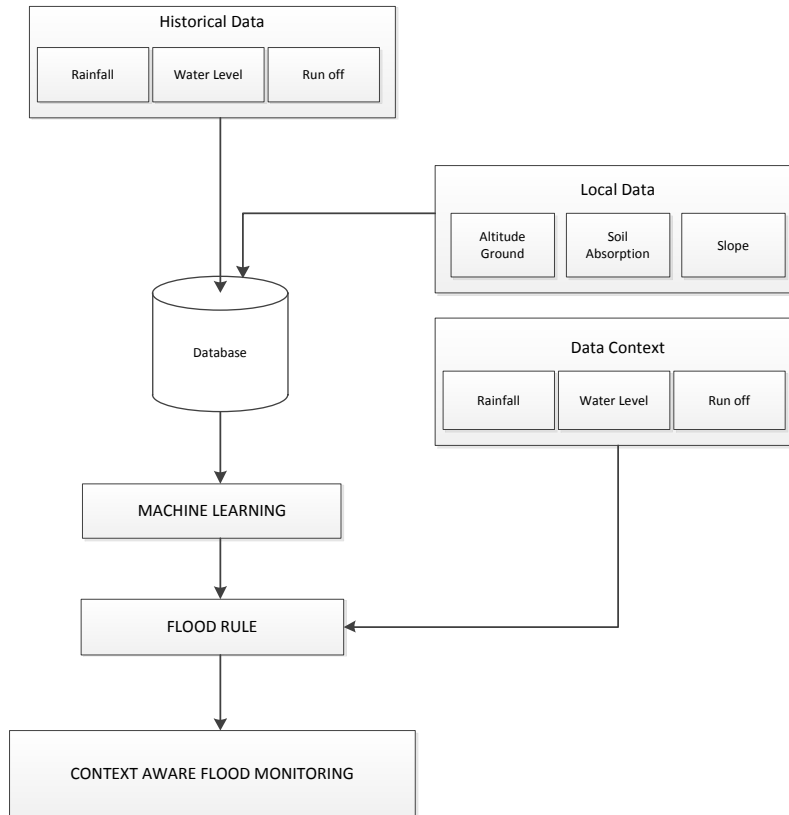 Historical Data
Rainfall
Water Level
Run off
Local Data
Altitude
Ground
Soil
Absorption
Slope
Database
Data Context
Rainfall
Water Level
Run off
MACHINE LEARNING
FLOOD RULE
CONTEXT AWARE FLOOD MONITORING